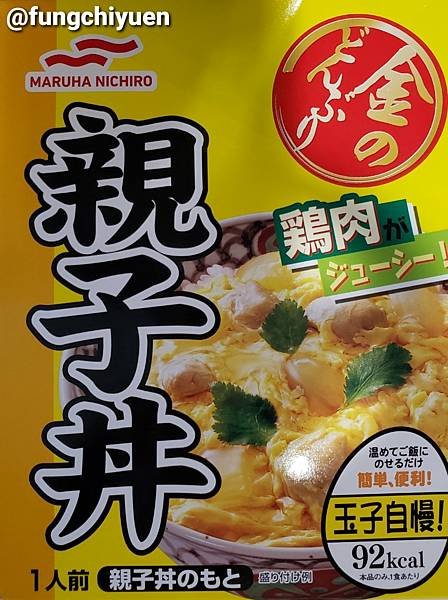 @fungchiyuen
MARUHA NICHIRO
金の
どんぶり
親子丼
鶏肉が
ジューシー!
温めてご飯に
のせるだけ
簡単、便利!
玉子自慢!
92kcal
本品のみ、1食あたり
1人前 親子丼のもと 盛り付け例